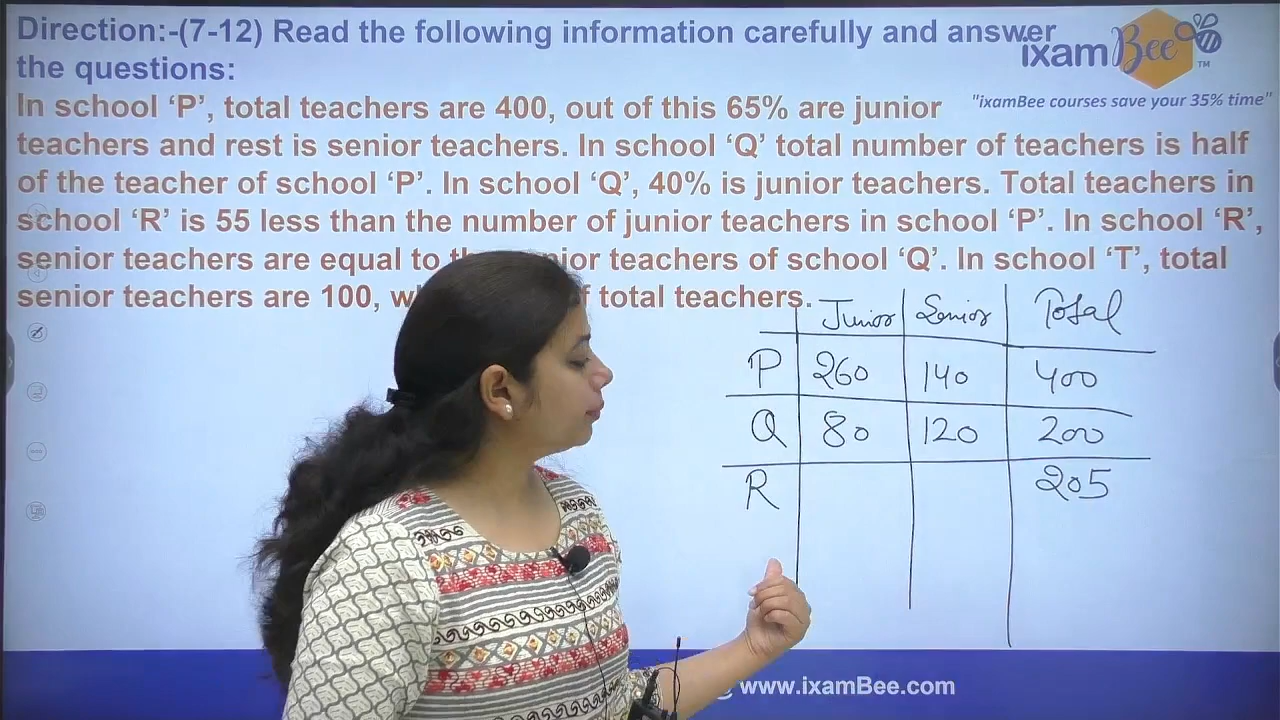 Direction:-(7-12) Read the following information carefully and answer
the questions:
ixamBee
TM
"ixamBee courses save your 35% time"
In school ‘P’, total teachers are 400, out of this 65% are junior
teachers and rest is senior teachers. In school ‘Q’ total number of teachers is half
of the teacher of school ‘P’. In school ‘Q’, 40% is junior teachers. Total teachers in
school ‘R’ is 55 less than the number of junior teachers in school ‘P’. In school ‘R’,
senior teachers are equal to of school ‘Q’. In school ‘T’, total
senior teachers are 100, of total teachers.
Junior Senior Total
P 260 140 400
Q 80 120 200
R 205
www.ixamBee.com